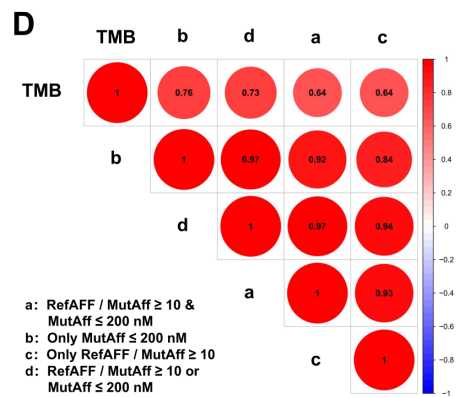 D
TMB b d a c
TMB 1 0.76 0.73 0.64 0.64
b 1 0.97 0.92 0.84
d 1 0.97 0.94
a 1 0.93
c 1
1
0.8
0.6
0.4
0.2
0
−0.2
−0.4
−0.6
−0.8
−1
a: RefAFF / MutAff ≥ 10 &
MutAff ≤ 200 nM
b: Only MutAff ≤ 200 nM
c: Only RefAFF / MutAff ≥ 10
d: RefAFF / MutAff ≥ 10 or
MutAff ≤ 200 nM